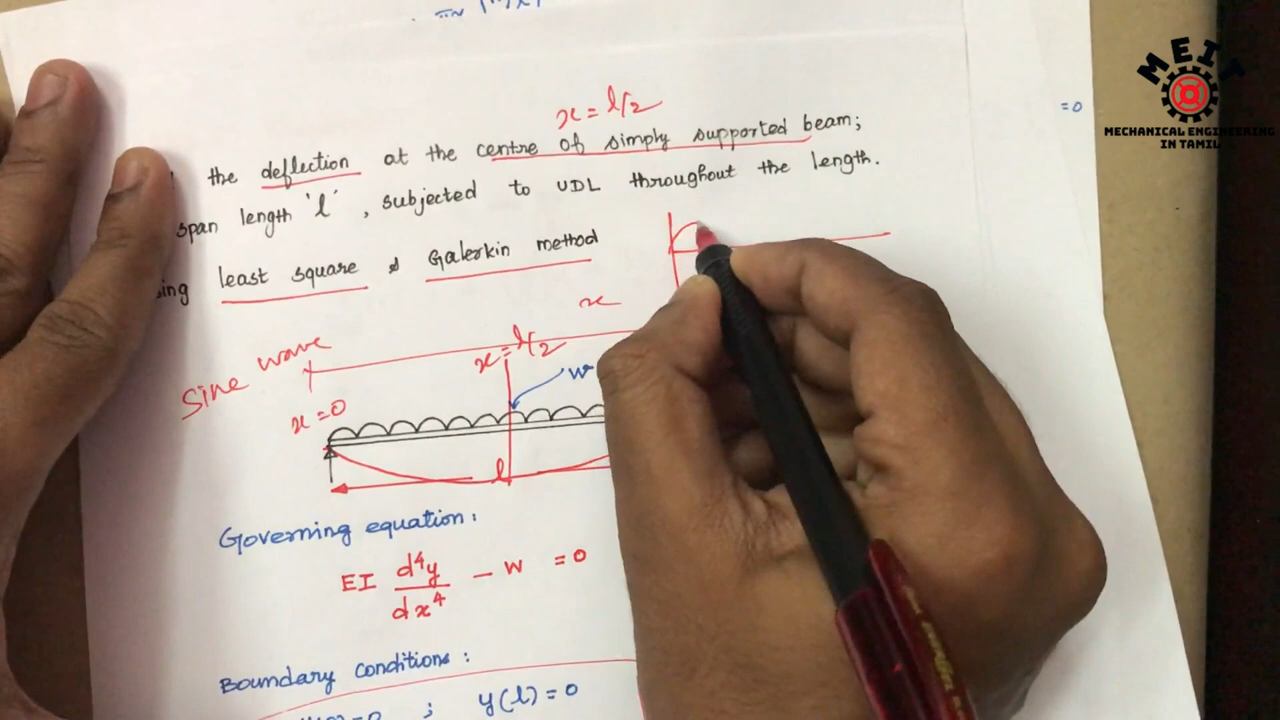 x = l/2
the deflection at the centre of simply supported beam;
span length 'l', subjected to UDL throughout the length.
least square & Galerkin method
x
Sine wave
x = l/2
w
x = 0
l
Governing equation:
EI d⁴y/dx⁴ - w = 0
Boundary conditions:
; y(l) = 0
= 0
MEIT
MECHANICAL ENGINEERING
IN TAMIL